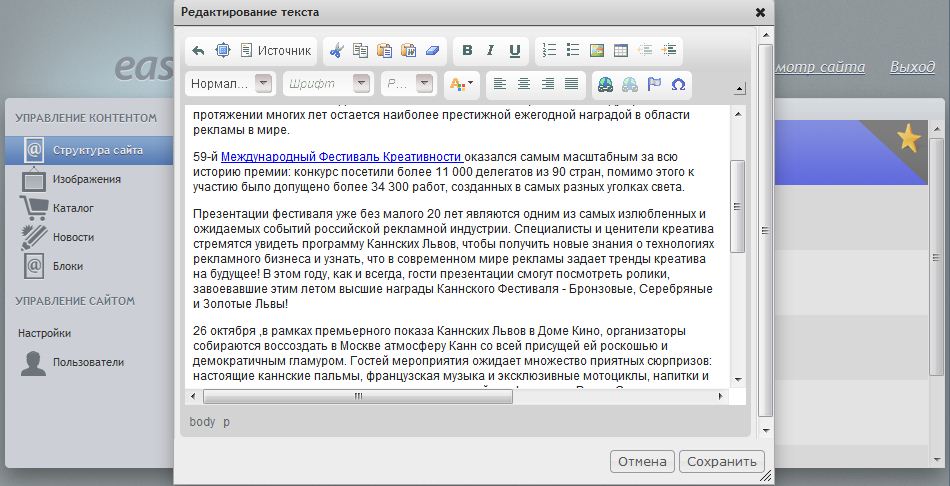 Редактирование текста
Источник
Нормал...
Шрифт
Р...
eas
мотр сайта
Выход
УПРАВЛЕНИЕ КОНТЕНТОМ
Структура сайта
Изображения
Каталог
Новости
Блоки
УПРАВЛЕНИЕ САЙТОМ
Настройки
Пользователи
протяжении многих лет остается наиболее престижной ежегодной наградой в области
рекламы в мире.
59-й Международный Фестиваль Креативности оказался самым масштабным за всю
историю премии: конкурс посетили более 11 000 делегатов из 90 стран, помимо этого к
участию было допущено более 34 300 работ, созданных в самых разных уголках света.
Презентации фестиваля уже без малого 20 лет являются одним из самых излюбленных и
ожидаемых событий российской рекламной индустрии. Специалисты и ценители креатива
стремятся увидеть программу Каннских Львов, чтобы получить новые знания о технологиях
рекламного бизнеса и узнать, что в современном мире рекламы задает тренды креатива
на будущее! В этом году, как и всегда, гости презентации смогут посмотреть ролики,
завоевавшие этим летом высшие награды Каннского Фестиваля - Бронзовые, Серебряные
и Золотые Львы!
26 октября ,в рамках премьерного показа Каннских Львов в Доме Кино, организаторы
собираются воссоздать в Москве атмосферу Канн со всей присущей ей роскошью и
демократичным гламуром. Гостей мероприятия ожидает множество приятных сюрпризов:
настоящие каннские пальмы, французская музыка и эксклюзивные мотоциклы, напитки и
body p
Отмена
Сохранить